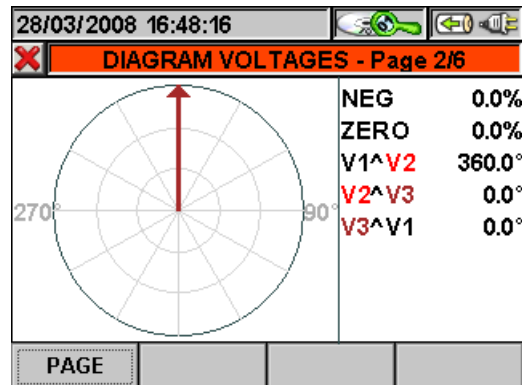 28/03/2008 16:48:16
DIAGRAM VOLTAGES - Page 2/6
NEG 0.0%
ZERO 0.0%
V1^V2 360.0°
V2^V3 0.0°
V3^V1 0.0°
270° 90°
PAGE